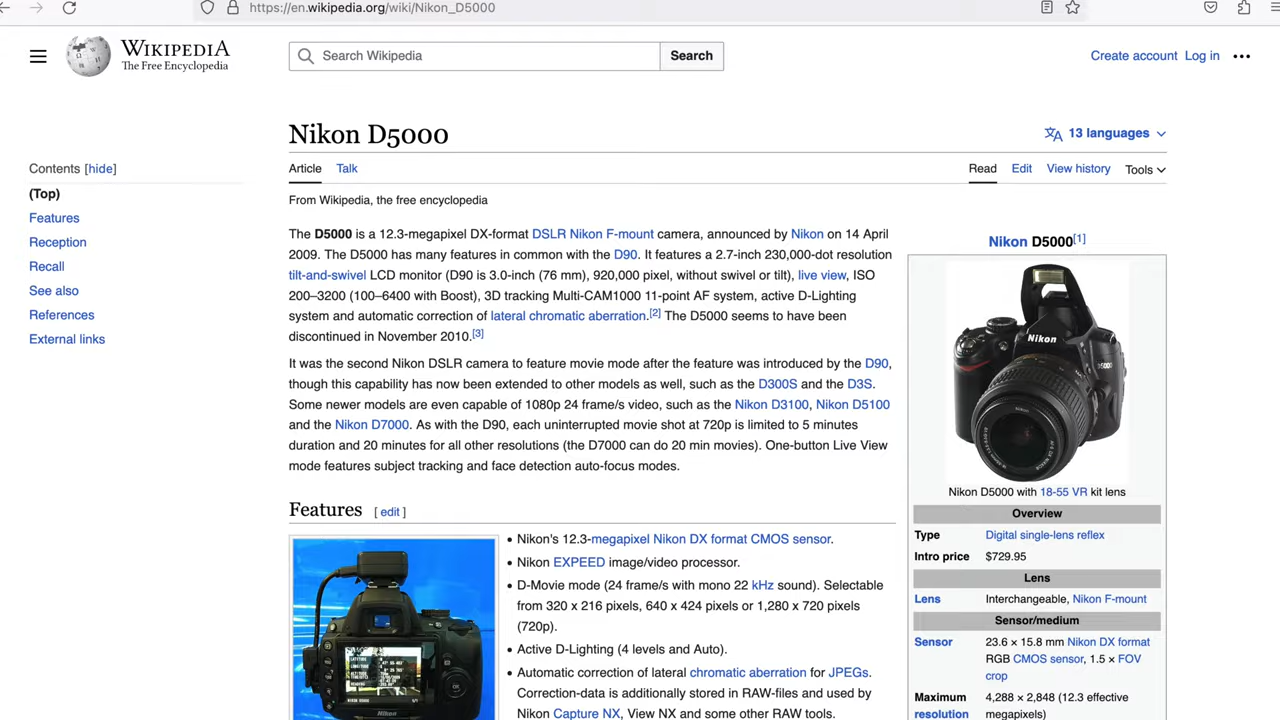 https://en.wikipedia.org/wiki/Nikon_D5000
WIKIPEDIA
The Free Encyclopedia
Search Wikipedia
Search
Create account Log in
Nikon D5000
13 languages
Contents [hide]
(Top)
Features
Reception
Recall
See also
References
External links
Article Talk
Read Edit View history Tools
From Wikipedia, the free encyclopedia
The D5000 is a 12.3-megapixel DX-format DSLR Nikon F-mount camera, announced by Nikon on 14 April
2009. The D5000 has many features in common with the D90. It features a 2.7-inch 230,000-dot resolution
tilt-and-swivel LCD monitor (D90 is 3.0-inch (76 mm), 920,000 pixel, without swivel or tilt), live view, ISO
200–3200 (100–6400 with Boost), 3D tracking Multi-CAM1000 11-point AF system, active D-Lighting
system and automatic correction of lateral chromatic aberration.[2] The D5000 seems to have been
discontinued in November 2010.[3]
It was the second Nikon DSLR camera to feature movie mode after the feature was introduced by the D90,
though this capability has now been extended to other models as well, such as the D300S and the D3S.
Some newer models are even capable of 1080p 24 frame/s video, such as the Nikon D3100, Nikon D5100
and the Nikon D7000. As with the D90, each uninterrupted movie shot at 720p is limited to 5 minutes
duration and 20 minutes for all other resolutions (the D7000 can do 20 min movies). One-button Live View
mode features subject tracking and face detection auto-focus modes.
Features [ edit ]
• Nikon's 12.3-megapixel Nikon DX format CMOS sensor.
• Nikon EXPEED image/video processor.
• D-Movie mode (24 frame/s with mono 22 kHz sound). Selectable
from 320 x 216 pixels, 640 x 424 pixels or 1,280 x 720 pixels
(720p).
• Active D-Lighting (4 levels and Auto).
• Automatic correction of lateral chromatic aberration for JPEGs.
Correction-data is additionally stored in RAW-files and used by
Nikon Capture NX, View NX and some other RAW tools.
Nikon
Nikon D5000[1]
Nikon
D5000
Nikon D5000 with 18-55 VR kit lens
Overview
Type Digital single-lens reflex
Intro price $729.95
Lens
Lens Interchangeable, Nikon F-mount
Sensor/medium
Sensor 23.6 × 15.8 mm Nikon DX format
RGB CMOS sensor, 1.5 × FOV
crop
Maximum 4,288 × 2,848 (12.3 effective
resolution megapixels)